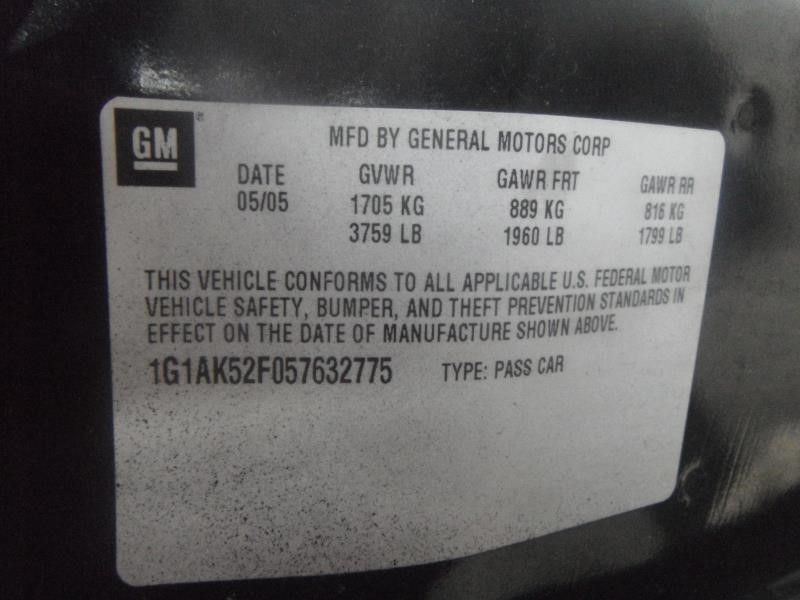 GM®
MFD BY GENERAL MOTORS CORP
DATE GVWR GAWR FRT GAWR RR
05/05 1705 KG 889 KG 816 KG
3759 LB 1960 LB 1799 LB
THIS VEHICLE CONFORMS TO ALL APPLICABLE U.S. FEDERAL MOTOR
VEHICLE SAFETY, BUMPER, AND THEFT PREVENTION STANDARDS IN
EFFECT ON THE DATE OF MANUFACTURE SHOWN ABOVE.
1G1AK52F057632775 TYPE: PASS CAR